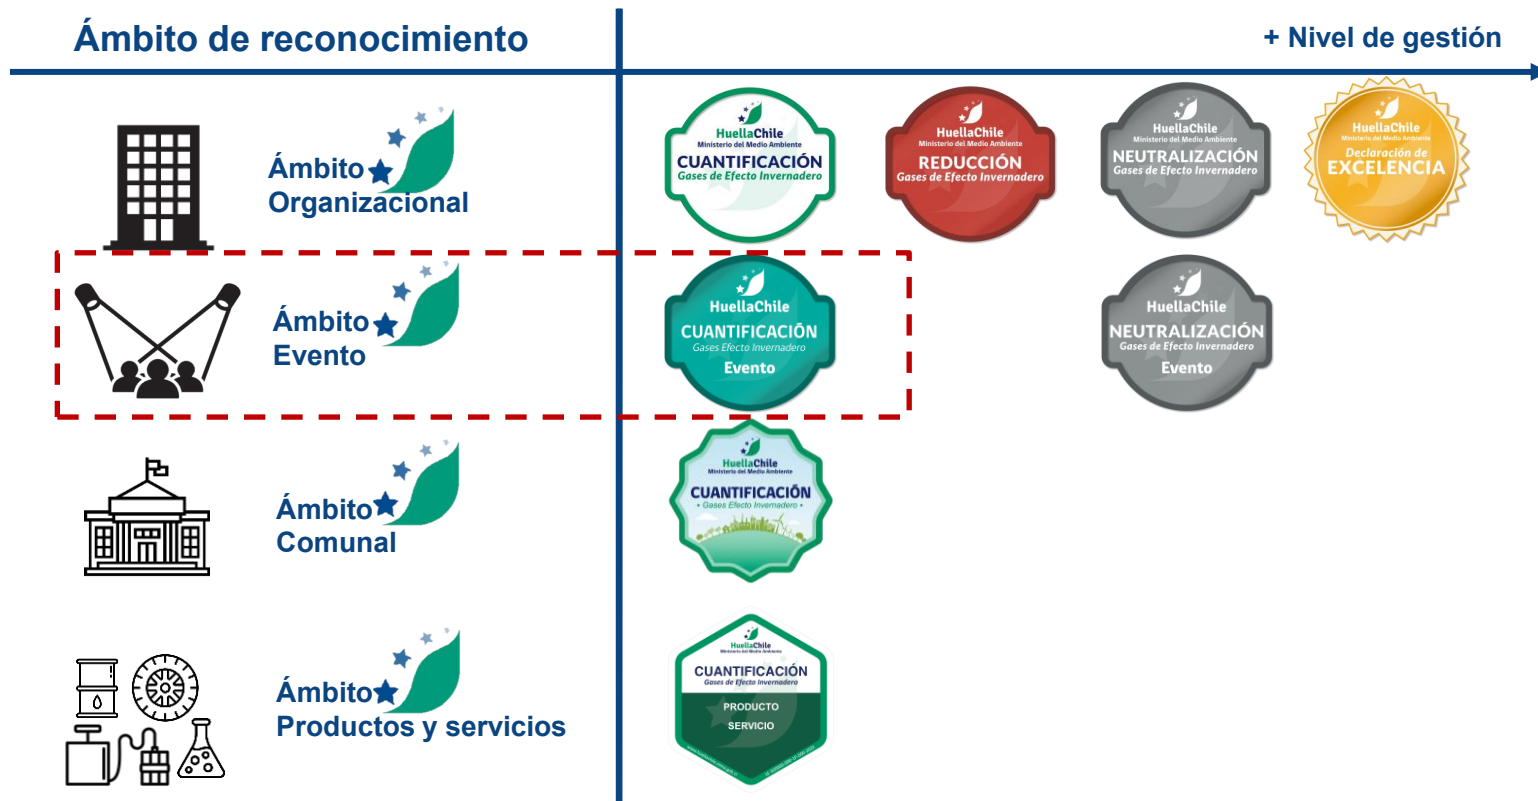 Ámbito de reconocimiento
+ Nivel de gestión
Ámbito
Organizacional
HuellaChile
Ministerio del Medio Ambiente
CUANTIFICACIÓN
Gases de Efecto Invernadero
HuellaChile
Ministerio del Medio Ambiente
REDUCCIÓN
Gases de Efecto Invernadero
HuellaChile
Ministerio del Medio Ambiente
NEUTRALIZACIÓN
Gases de Efecto Invernadero
HuellaChile
Ministerio del Medio Ambiente
Declaración de
EXCELENCIA
Ámbito
Evento
HuellaChile
CUANTIFICACIÓN
Gases Efecto Invernadero
Evento
HuellaChile
NEUTRALIZACIÓN
Gases de Efecto Invernadero
Evento
Ámbito
Comunal
HuellaChile
Ministerio del Medio Ambiente
CUANTIFICACIÓN
• Gases Efecto Invernadero •
Ámbito
Productos y servicios
HuellaChile
Ministerio del Medio Ambiente
CUANTIFICACIÓN
Gases de Efecto Invernadero
PRODUCTO
SERVICIO